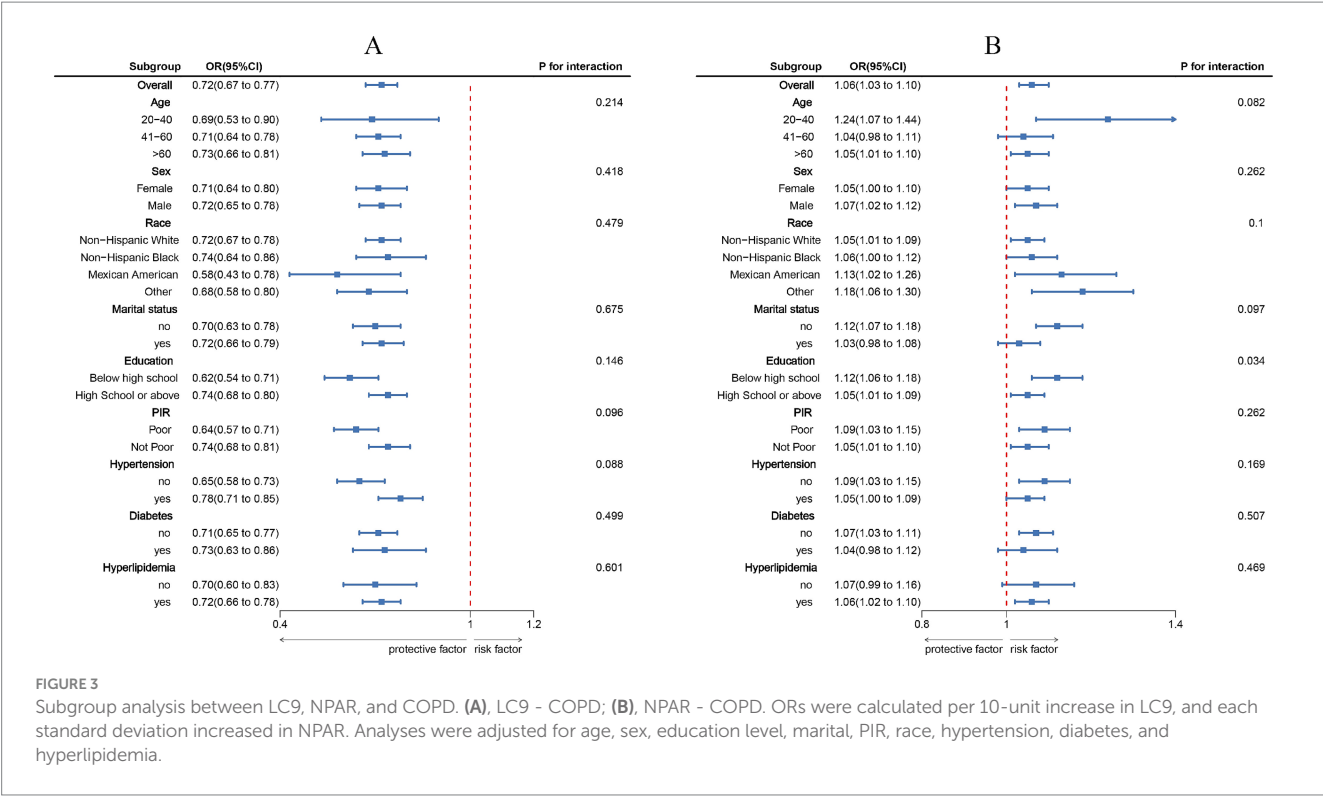 A
Subgroup OR(95%CI) P for interaction
Overall 0.72(0.67 to 0.77)
Age 0.214
20−40 0.69(0.53 to 0.90)
41−60 0.71(0.64 to 0.78)
>60 0.73(0.66 to 0.81)
Sex 0.418
Female 0.71(0.64 to 0.80)
Male 0.72(0.65 to 0.78)
Race 0.479
Non−Hispanic White 0.72(0.67 to 0.78)
Non−Hispanic Black 0.74(0.64 to 0.86)
Mexican American 0.58(0.43 to 0.78)
Other 0.68(0.58 to 0.80)
Marital status 0.675
no 0.70(0.63 to 0.78)
yes 0.72(0.66 to 0.79)
Education 0.146
Below high school 0.62(0.54 to 0.71)
High School or above 0.74(0.68 to 0.80)
PIR 0.096
Poor 0.64(0.57 to 0.71)
Not Poor 0.74(0.68 to 0.81)
Hypertension 0.088
no 0.65(0.58 to 0.73)
yes 0.78(0.71 to 0.85)
Diabetes 0.499
no 0.71(0.65 to 0.77)
yes 0.73(0.63 to 0.86)
Hyperlipidemia 0.601
no 0.70(0.60 to 0.83)
yes 0.72(0.66 to 0.78)
0.4 1 1.2
protective factor risk factor
B
Subgroup OR(95%CI) P for interaction
Overall 1.06(1.03 to 1.10)
Age 0.082
20−40 1.24(1.07 to 1.44)
41−60 1.04(0.98 to 1.11)
>60 1.05(1.01 to 1.10)
Sex 0.262
Female 1.05(1.00 to 1.10)
Male 1.07(1.02 to 1.12)
Race 0.1
Non−Hispanic White 1.05(1.01 to 1.09)
Non−Hispanic Black 1.06(1.00 to 1.12)
Mexican American 1.13(1.02 to 1.26)
Other 1.18(1.06 to 1.30)
Marital status 0.097
no 1.12(1.07 to 1.18)
yes 1.03(0.98 to 1.08)
Education 0.034
Below high school 1.12(1.06 to 1.18)
High School or above 1.05(1.01 to 1.09)
PIR 0.262
Poor 1.09(1.03 to 1.15)
Not Poor 1.05(1.01 to 1.10)
Hypertension 0.169
no 1.09(1.03 to 1.15)
yes 1.05(1.00 to 1.09)
Diabetes 0.507
no 1.07(1.03 to 1.11)
yes 1.04(0.98 to 1.12)
Hyperlipidemia 0.469
no 1.07(0.99 to 1.16)
yes 1.06(1.02 to 1.10)
0.8 1 1.4
protective factor risk factor
FIGURE 3
Subgroup analysis between LC9, NPAR, and COPD. (A), LC9 - COPD; (B), NPAR - COPD. ORs were calculated per 10-unit increase in LC9, and each
standard deviation increased in NPAR. Analyses were adjusted for age, sex, education level, marital, PIR, race, hypertension, diabetes, and
hyperlipidemia.